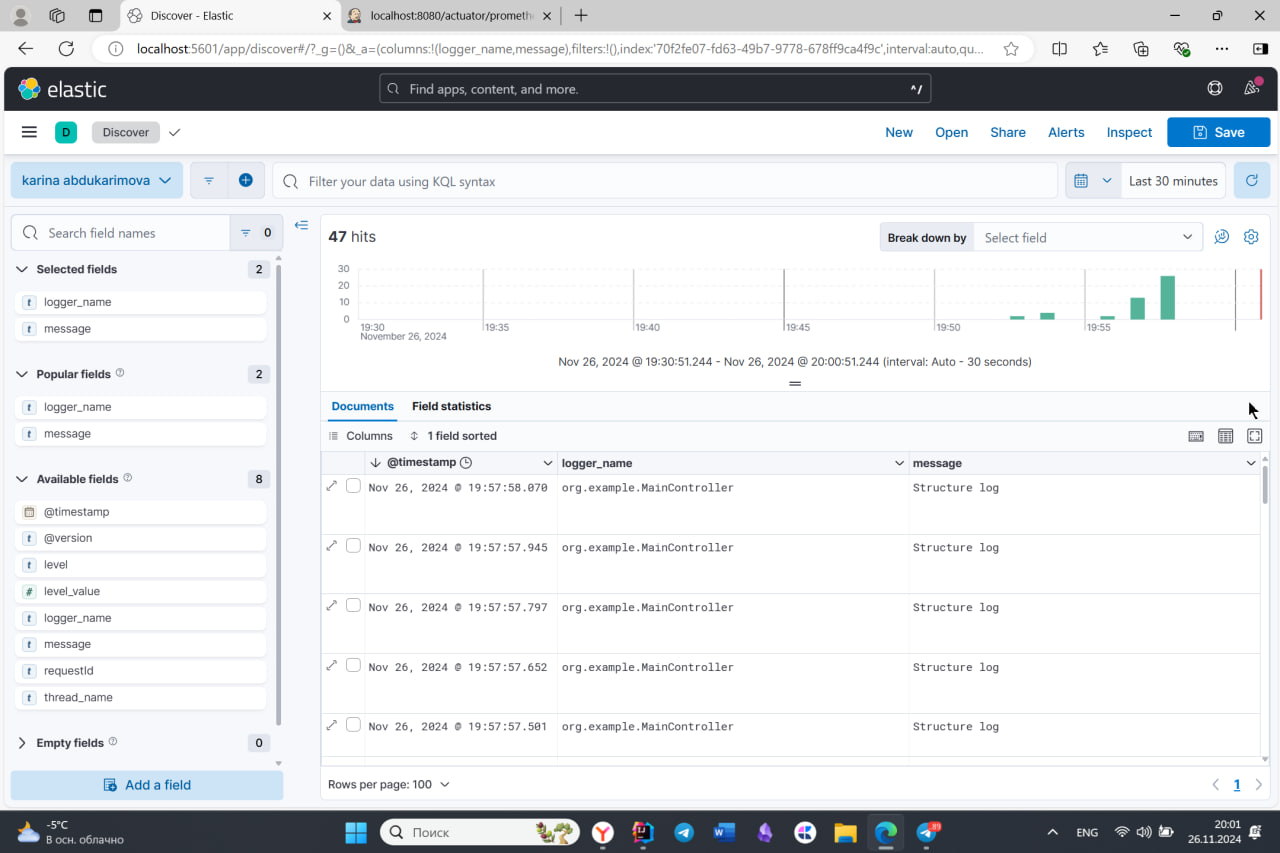 Discover - Elastic
localhost:8080/actuator/prometh
localhost:5601/app/discover#/?_g=()&_a=(columns:!(logger_name,message),filters:!(),index:'70f2fe07-fd63-49b7-9778-678ff9ca4f9c',interval:auto,qu...
elastic
Find apps, content, and more.
^/
D
Discover
New
Open
Share
Alerts
Inspect
Save
karina abdukarimova
Filter your data using KQL syntax
Last 30 minutes
Search field names
0
47 hits
Break down by
Select field
Selected fields
2
t logger_name
t message
Popular fields
2
t logger_name
t message
Available fields
8
@timestamp
t @version
t level
# level_value
t logger_name
t message
t requestId
t thread_name
Empty fields
0
Add a field
30
20
10
0
19:30
November 26, 2024
19:35
19:40
19:45
19:50
19:55
Nov 26, 2024 @ 19:30:51.244 - Nov 26, 2024 @ 20:00:51.244 (interval: Auto - 30 seconds)
Documents
Field statistics
Columns
1 field sorted
@timestamp logger_name message
Nov 26, 2024 @ 19:57:58.070 org.example.MainController Structure log
Nov 26, 2024 @ 19:57:57.945 org.example.MainController Structure log
Nov 26, 2024 @ 19:57:57.797 org.example.MainController Structure log
Nov 26, 2024 @ 19:57:57.652 org.example.MainController Structure log
Nov 26, 2024 @ 19:57:57.501 org.example.MainController Structure log
Rows per page: 100
1
-5°C
В осн. облачно
Поиск
89
ENG
20:01
26.11.2024